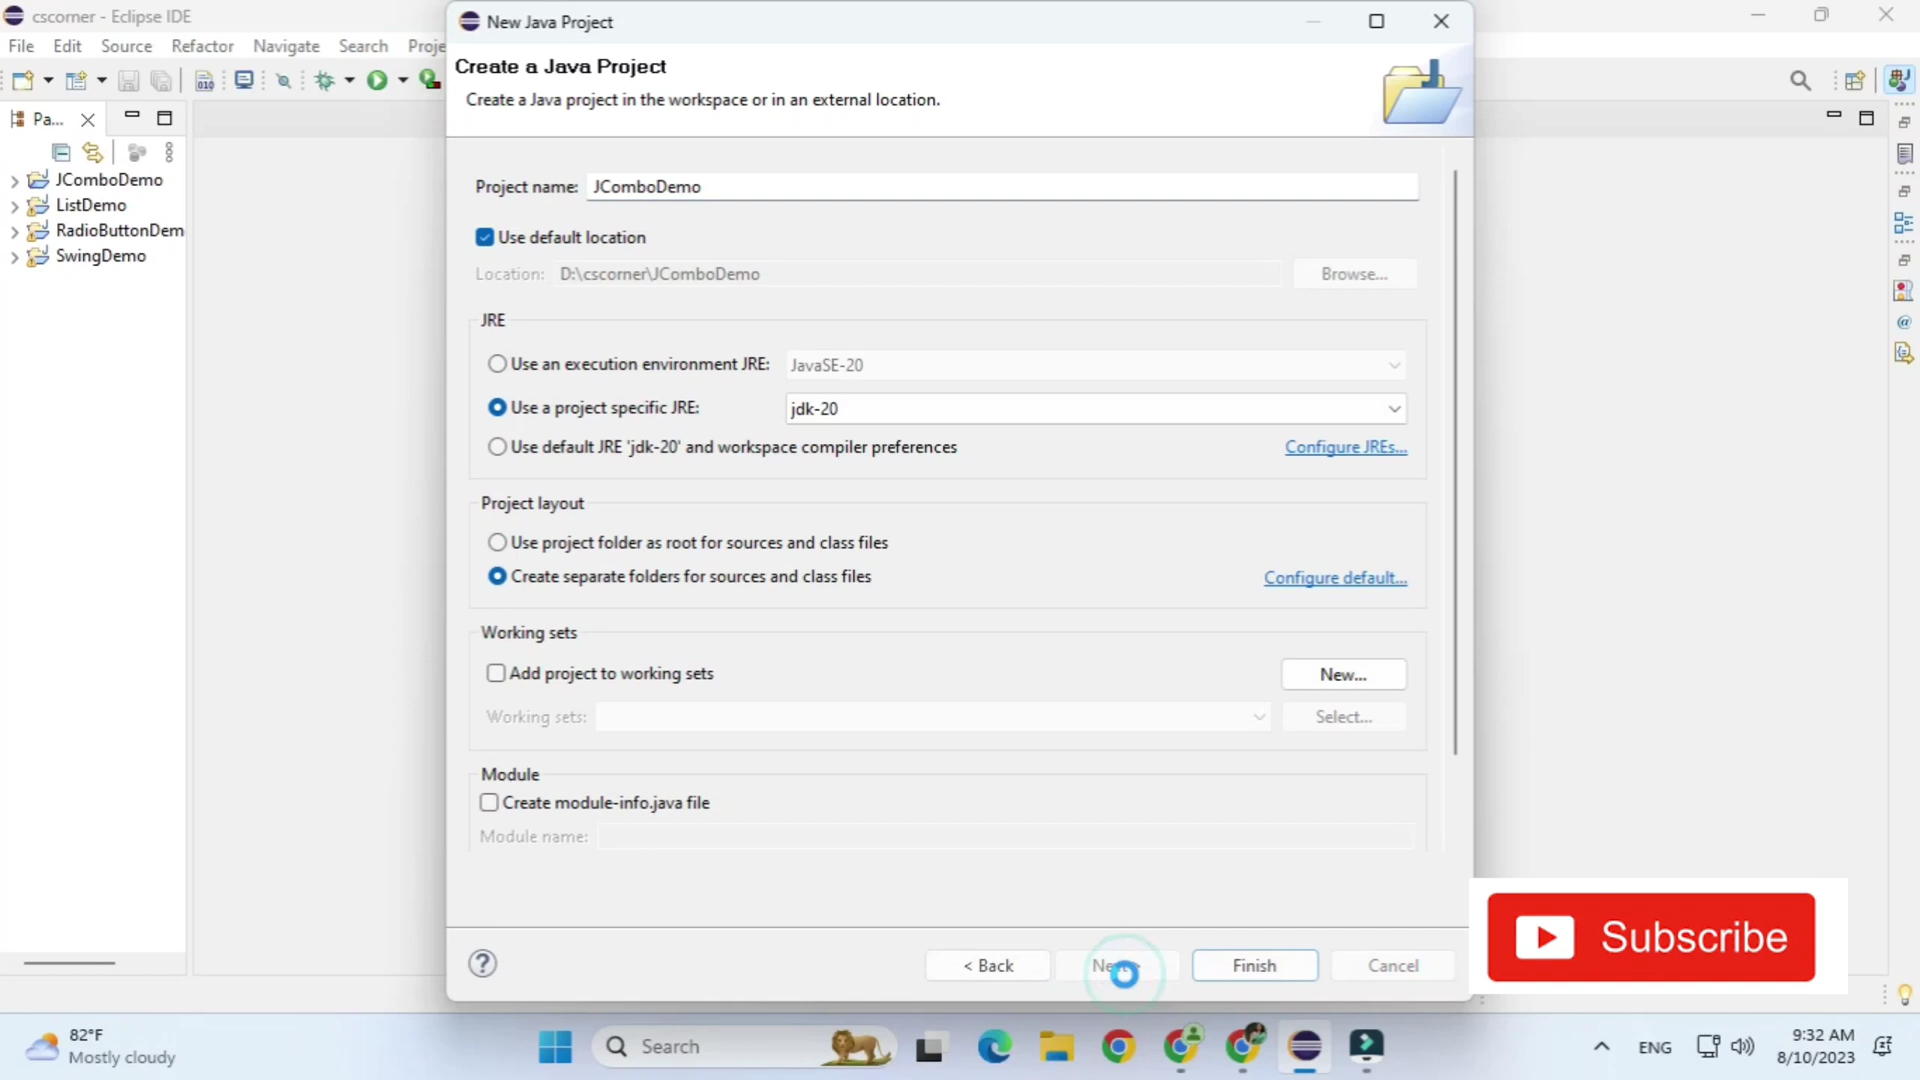 cscorner - Eclipse IDE
File Edit Source Refactor Navigate Search Proje
Pa...
JComboDemo
ListDemo
RadioButtonDem
SwingDemo
New Java Project
Create a Java Project
Create a Java project in the workspace or in an external location.
Project name: JComboDemo
Use default location
Location: D:\cscorner\JComboDemo Browse...
JRE
Use an execution environment JRE: JavaSE-20
Use a project specific JRE: jdk-20
Use default JRE 'jdk-20' and workspace compiler preferences Configure JREs...
Project layout
Use project folder as root for sources and class files
Create separate folders for sources and class files Configure default...
Working sets
Add project to working sets New...
Working sets: Select...
Module
Create module-info.java file
Module name:
< Back Finish Cancel
Subscribe
82°F
Mostly cloudy
Search
ENG
9:32 AM
8/10/2023